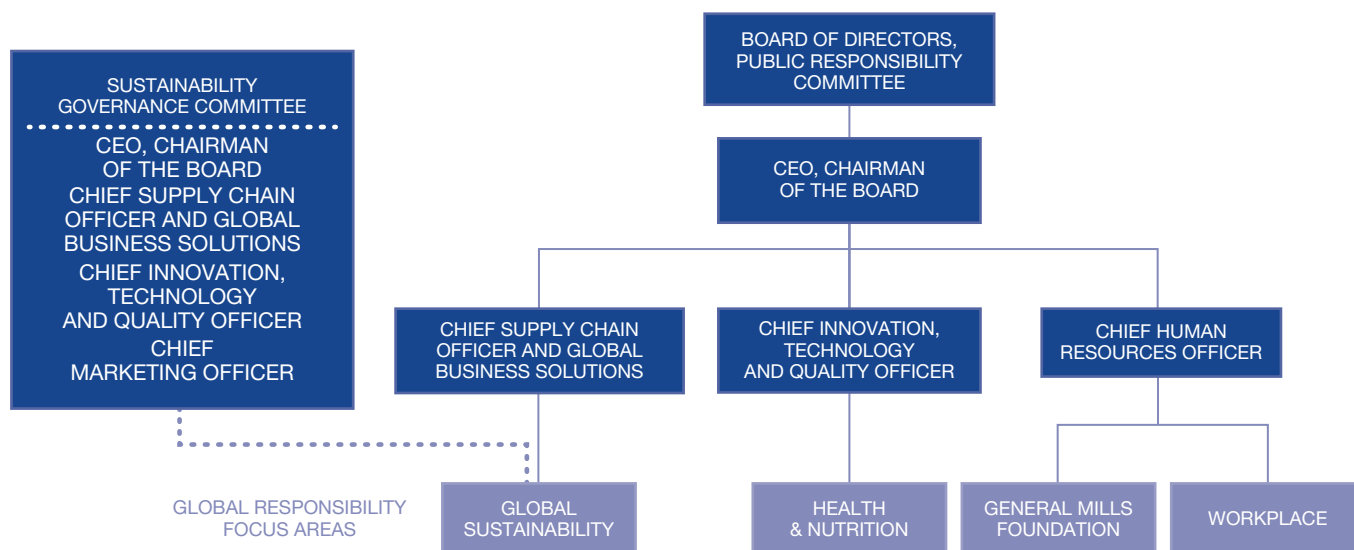 SUSTAINABILITY
GOVERNANCE COMMITTEE
CEO, CHAIRMAN
OF THE BOARD
CHIEF SUPPLY CHAIN
OFFICER AND GLOBAL
BUSINESS SOLUTIONS
CHIEF INNOVATION,
TECHNOLOGY
AND QUALITY OFFICER
CHIEF
MARKETING OFFICER
BOARD OF DIRECTORS,
PUBLIC RESPONSIBILITY
COMMITTEE
CEO, CHAIRMAN
OF THE BOARD
CHIEF SUPPLY CHAIN
OFFICER AND GLOBAL
BUSINESS SOLUTIONS
CHIEF INNOVATION,
TECHNOLOGY
AND QUALITY OFFICER
CHIEF HUMAN
RESOURCES OFFICER
GLOBAL RESPONSIBILITY
FOCUS AREAS
GLOBAL
SUSTAINABILITY
HEALTH
& NUTRITION
GENERAL MILLS
FOUNDATION
WORKPLACE